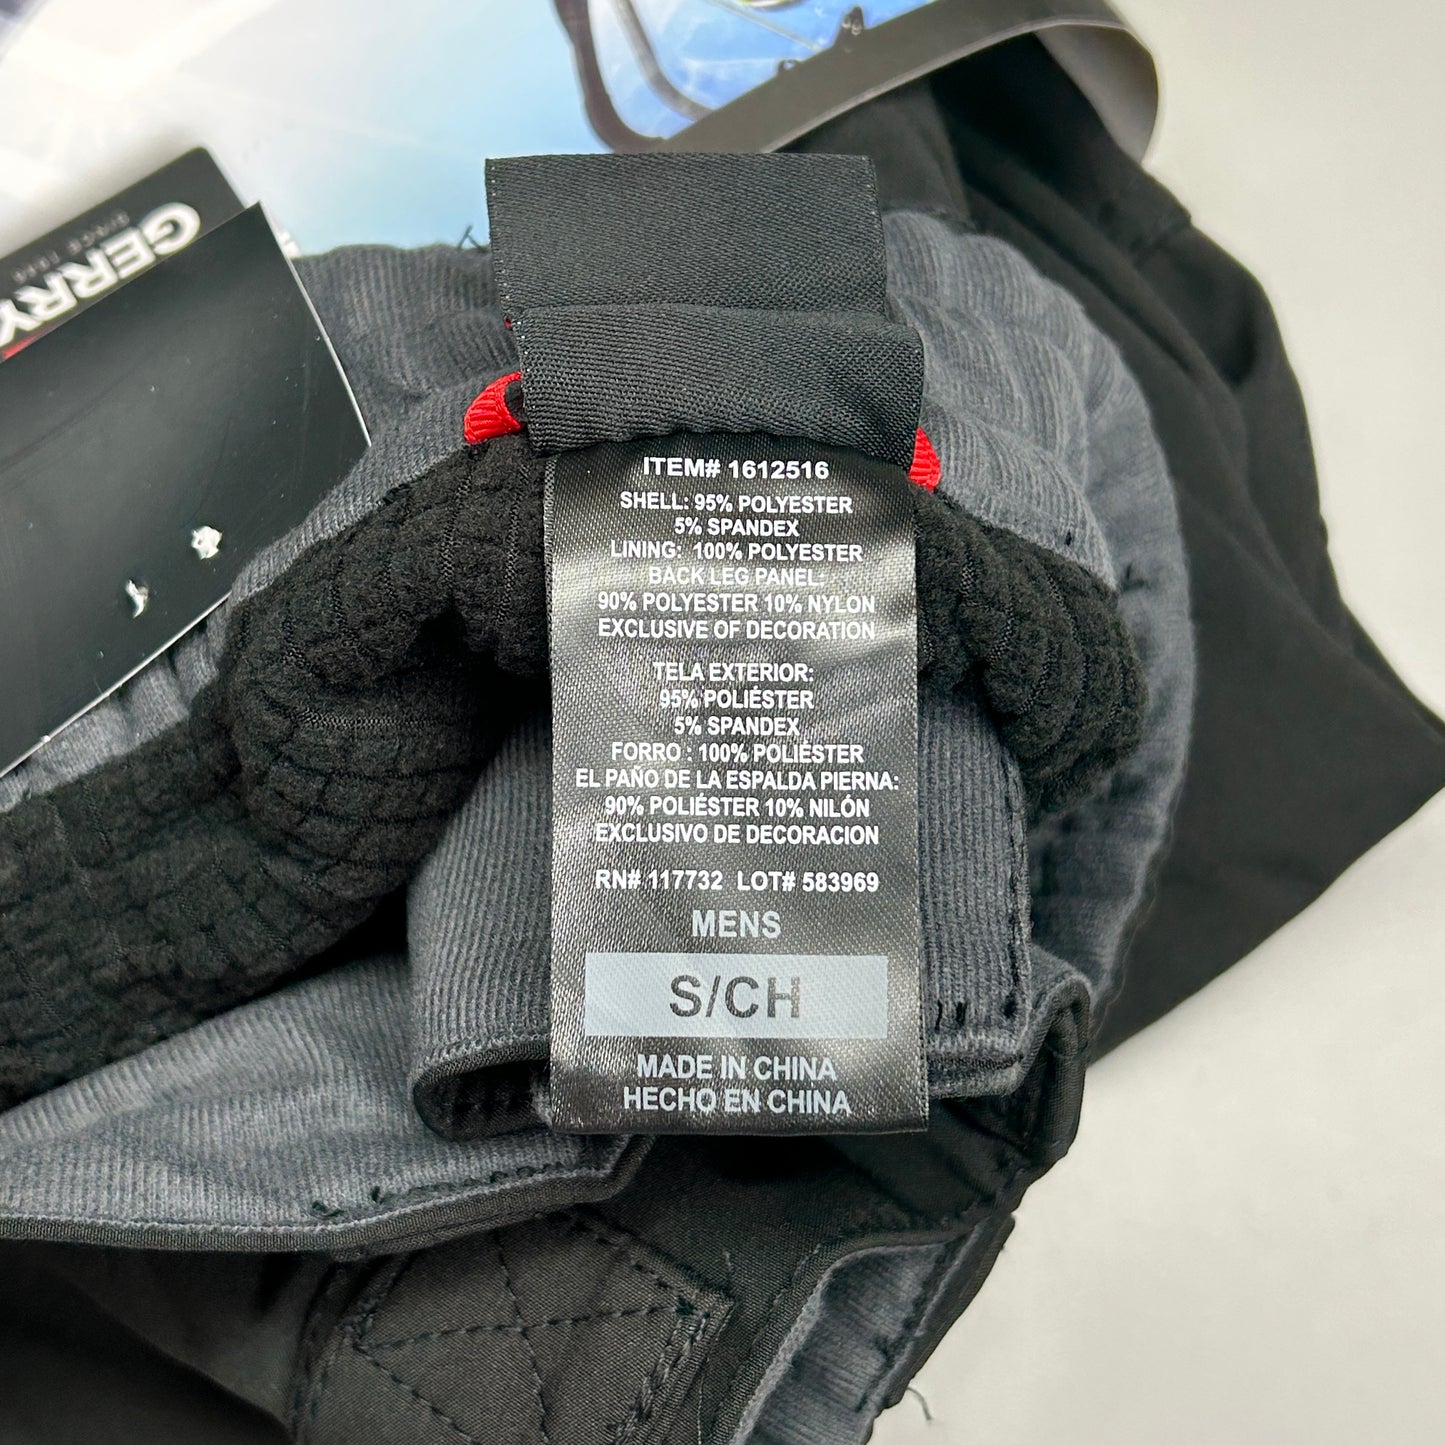 GERRY
SINCE 1946
ITEM# 1612516
SHELL: 95% POLYESTER
5% SPANDEX
LINING: 100% POLYESTER
BACK LEG PANEL:
90% POLYESTER 10% NYLON
EXCLUSIVE OF DECORATION
TELA EXTERIOR:
95% POLIÉSTER
5% SPANDEX
FORRO : 100% POLIÉSTER
EL PAÑO DE LA ESPALDA PIERNA:
90% POLIÉSTER 10% NILÓN
EXCLUSIVO DE DECORACION
RN# 117732 LOT# 583969
MENS
S/CH
MADE IN CHINA
HECHO EN CHINA